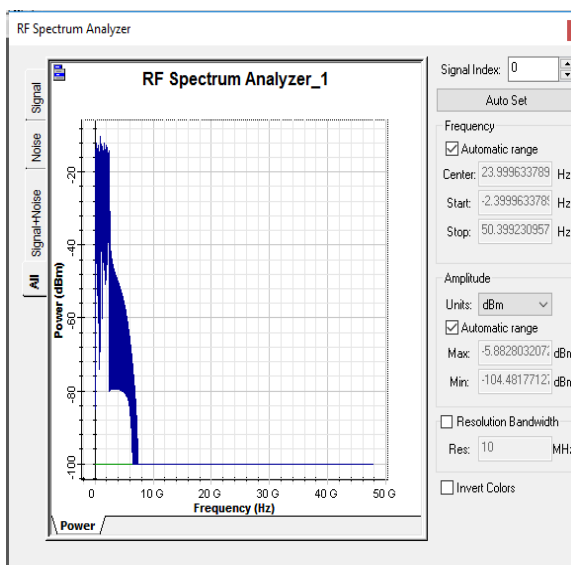 RF Spectrum Analyzer
RF Spectrum Analyzer_1
Signal
Noise
Signal+Noise
All
Power (dBm)
-20
-40
-60
-80
-100
0
10 G
20 G
30 G
40 G
50 G
Frequency (Hz)
Power
Signal Index: 0
Auto Set
Frequency
Automatic range
Center: 23.999633789 Hz
Start: -2.399963378 Hz
Stop: 50.399230957 Hz
Amplitude
Units: dBm
Automatic range
Max: -5.882803207 dBm
Min: -104.4817712 dBm
Resolution Bandwidth
Res: 10 MHz
Invert Colors